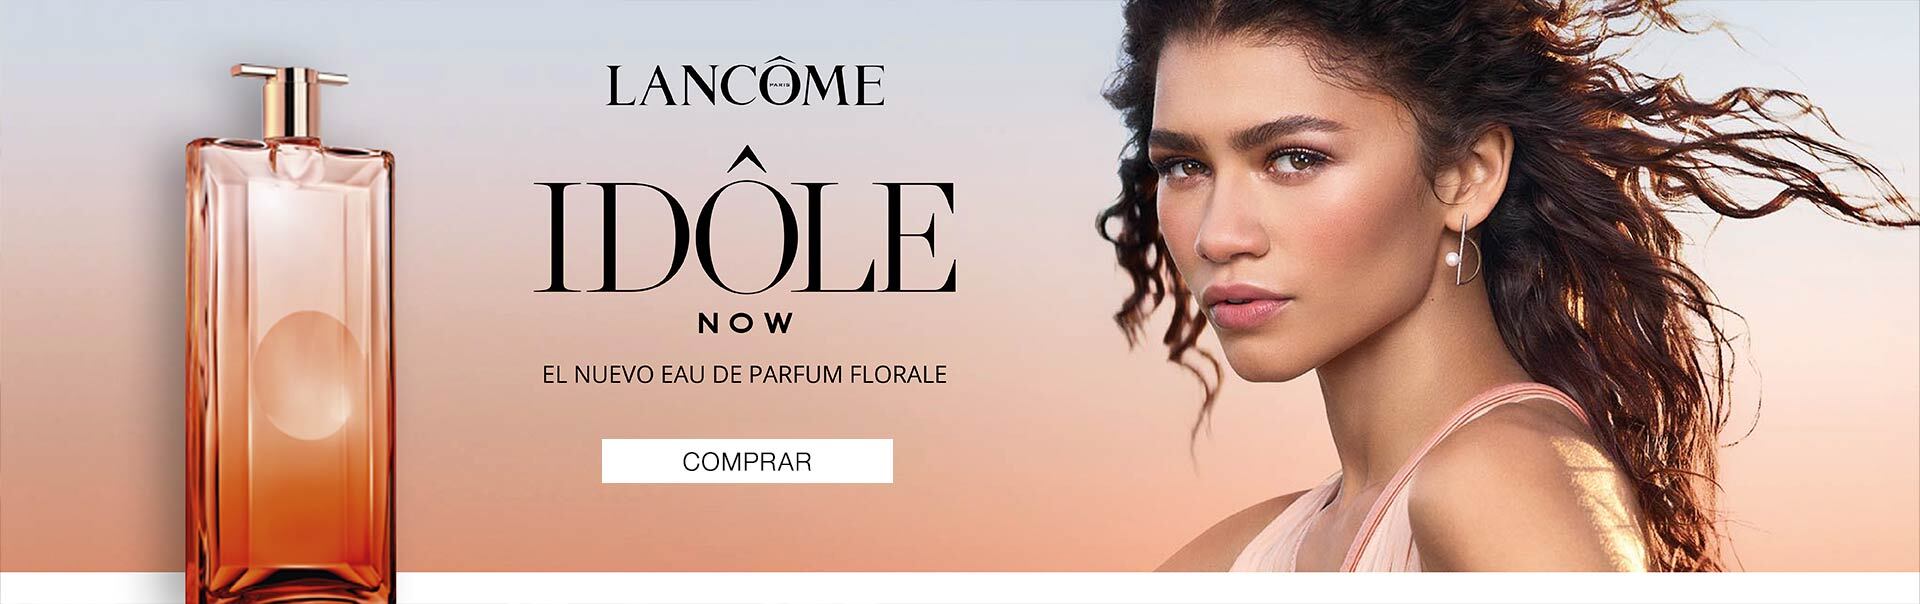 LANCÔME
PARIS
IDÔLE
NOW
EL NUEVO EAU DE PARFUM FLORALE
COMPRAR